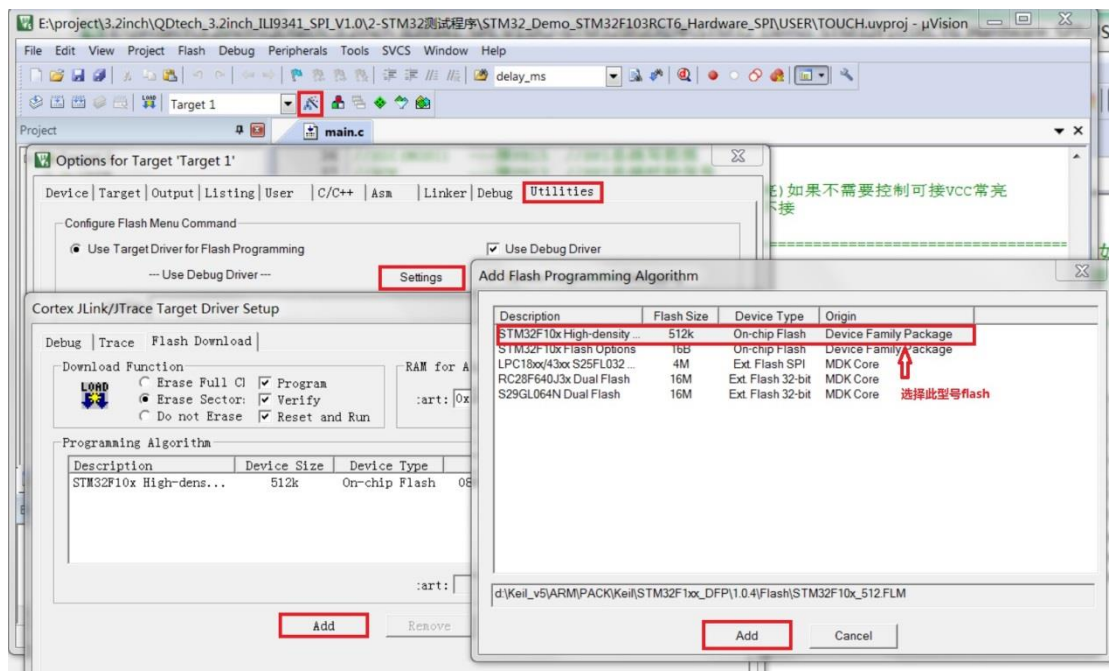 E:\project\3.2inch\QDtech_3.2inch_ILI9341_SPI_V1.0\2-STM32测试程序\STM32_Demo_STM32F103RCT6_Hardware_SPI\USER\TOUCH.uvproj - µVision
File Edit View Project Flash Debug Peripherals Tools SVCS Window Help
delay_ms
Target 1
Project
main.c
Options for Target 'Target 1'
Device Target Output Listing User C/C++ Asm Linker Debug Utilities
如果不需要控制可接VCC常亮
不接
Configure Flash Menu Command
Use Target Driver for Flash Programming
Use Debug Driver
--- Use Debug Driver ---
Settings
Cortex JLink/JTrace Target Driver Setup
Debug Trace Flash Download
Download Function
LOAD
Erase Full Cl
Program
Erase Sector:
Verify
Do not Erase
Reset and Run
RAM for A
:art: 0x
Programming Algorithm
Description Device Size Device Type
STM32F10x High-dens... 512k On-chip Flash 08
:art:
Add Remove
Add Flash Programming Algorithm
Description Flash Size Device Type Origin
STM32F10x High-density ... 512k On-chip Flash Device Family Package
STM32F10x Flash Options 16B On-chip Flash Device Family Package
LPC18xx/43xx S25FL032 ... 4M Ext. Flash SPI MDK Core
RC28F640J3x Dual Flash 16M Ext. Flash 32-bit MDK Core
S29GL064N Dual Flash 16M Ext. Flash 32-bit MDK Core
选择此型号flash
d:\Keil_v5\ARM\PACK\Keil\STM32F1xx_DFP\1.0.4\Flash\STM32F10x_512.FLM
Add Cancel